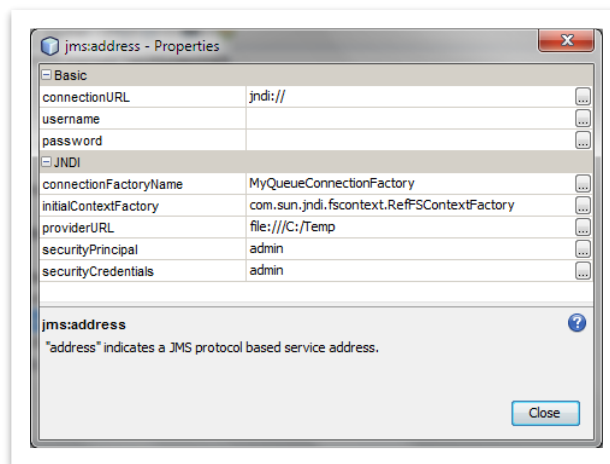 jms:address - Properties
Basic
connectionURL jndi:// ...
username ...
password ...
JNDI
connectionFactoryName MyQueueConnectionFactory ...
initialContextFactory com.sun.jndi.fscontext.RefFSContextFactory ...
providerURL file:///C:/Temp ...
securityPrincipal admin ...
securityCredentials admin ...
jms:address ?
"address" indicates a JMS protocol based service address.
Close